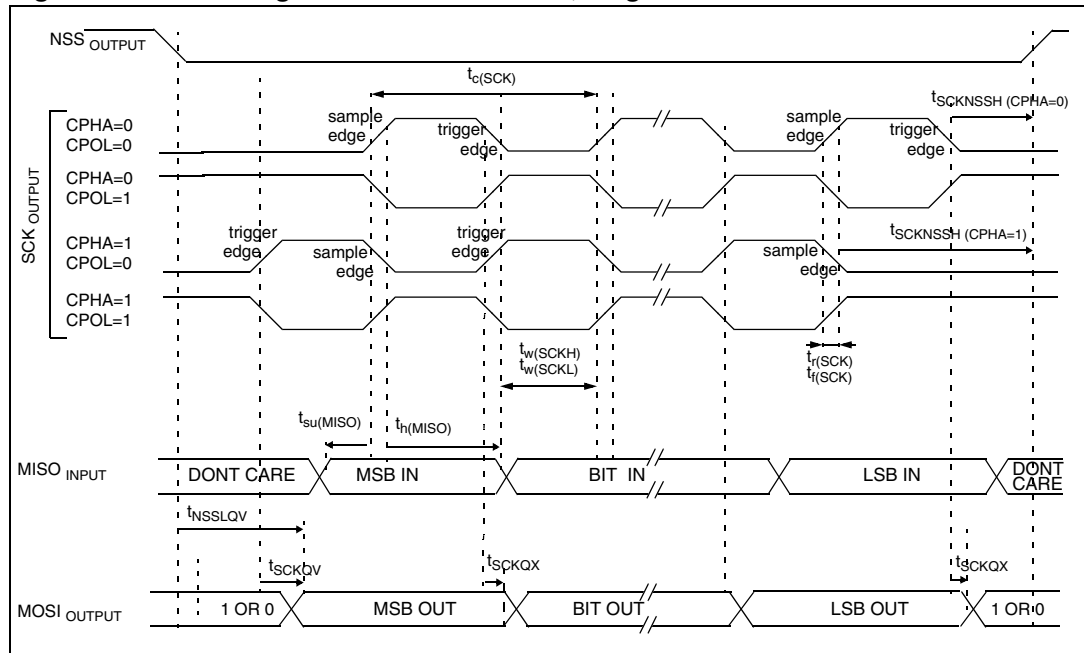 NSS OUTPUT
tc(SCK)
tSCKNSSH (CPHA=0)
SCK OUTPUT
CPHA=0
CPOL=0
sample edge
trigger edge
sample edge
trigger edge
CPHA=0
CPOL=1
tSCKNSSH (CPHA=1)
CPHA=1
CPOL=0
trigger edge
sample edge
trigger edge
sample edge
CPHA=1
CPOL=1
tw(SCKH)
tw(SCKL)
tr(SCK)
tf(SCK)
tsu(MISO)
th(MISO)
MISO INPUT
DONT CARE
MSB IN
BIT IN
LSB IN
DONT CARE
tNSSLQV
tSCKQV
tSCKQX
tSCKQX
MOSI OUTPUT
1 OR 0
MSB OUT
BIT OUT
LSB OUT
1 OR 0